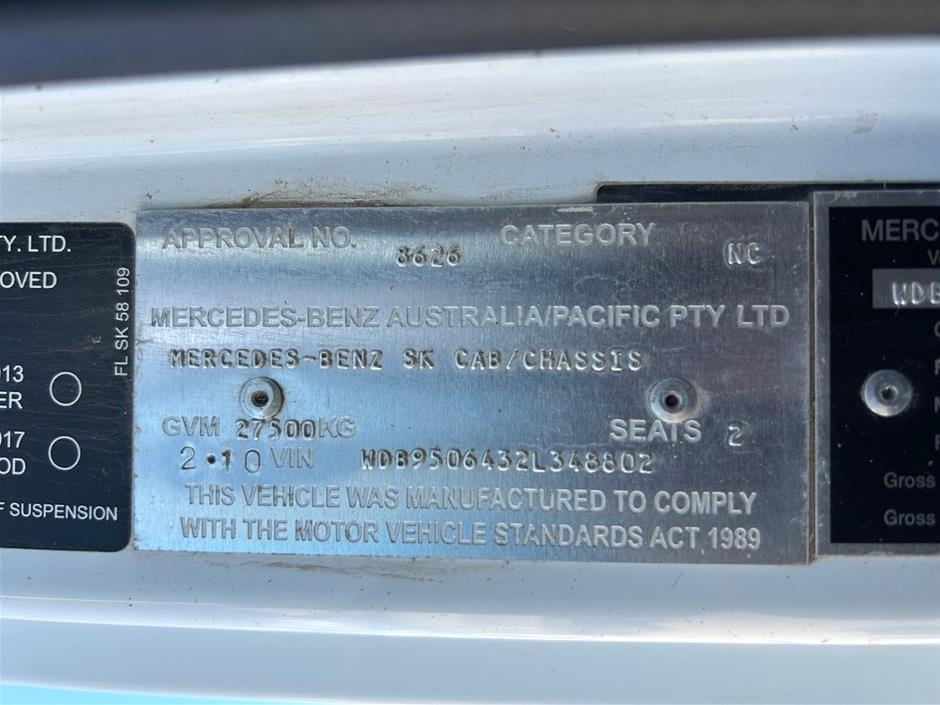 Y. LTD.
OVED
FL SK 58 109
013
ER
017
OD
F SUSPENSION
APPROVAL NO. 8626 CATEGORY NC
MERCEDES-BENZ AUSTRALIA/PACIFIC PTY LTD
MERCEDES-BENZ SK CAB/CHASSIS
GVM 27500KG SEATS 2
2•10 VIN WDB9506432L348802
THIS VEHICLE WAS MANUFACTURED TO COMPLY
WITH THE MOTOR VEHICLE STANDARDS ACT 1989
MERC
WDB
Gross
Gross